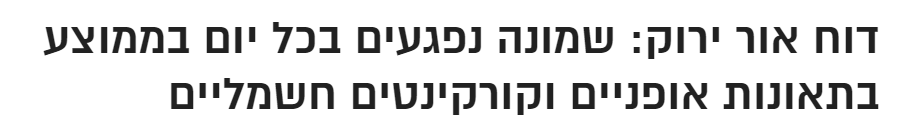 דוח אור ירוק: שמונה נפגעים בכל יום בממוצע
בתאונות אופניים וקורקינטים חשמליים